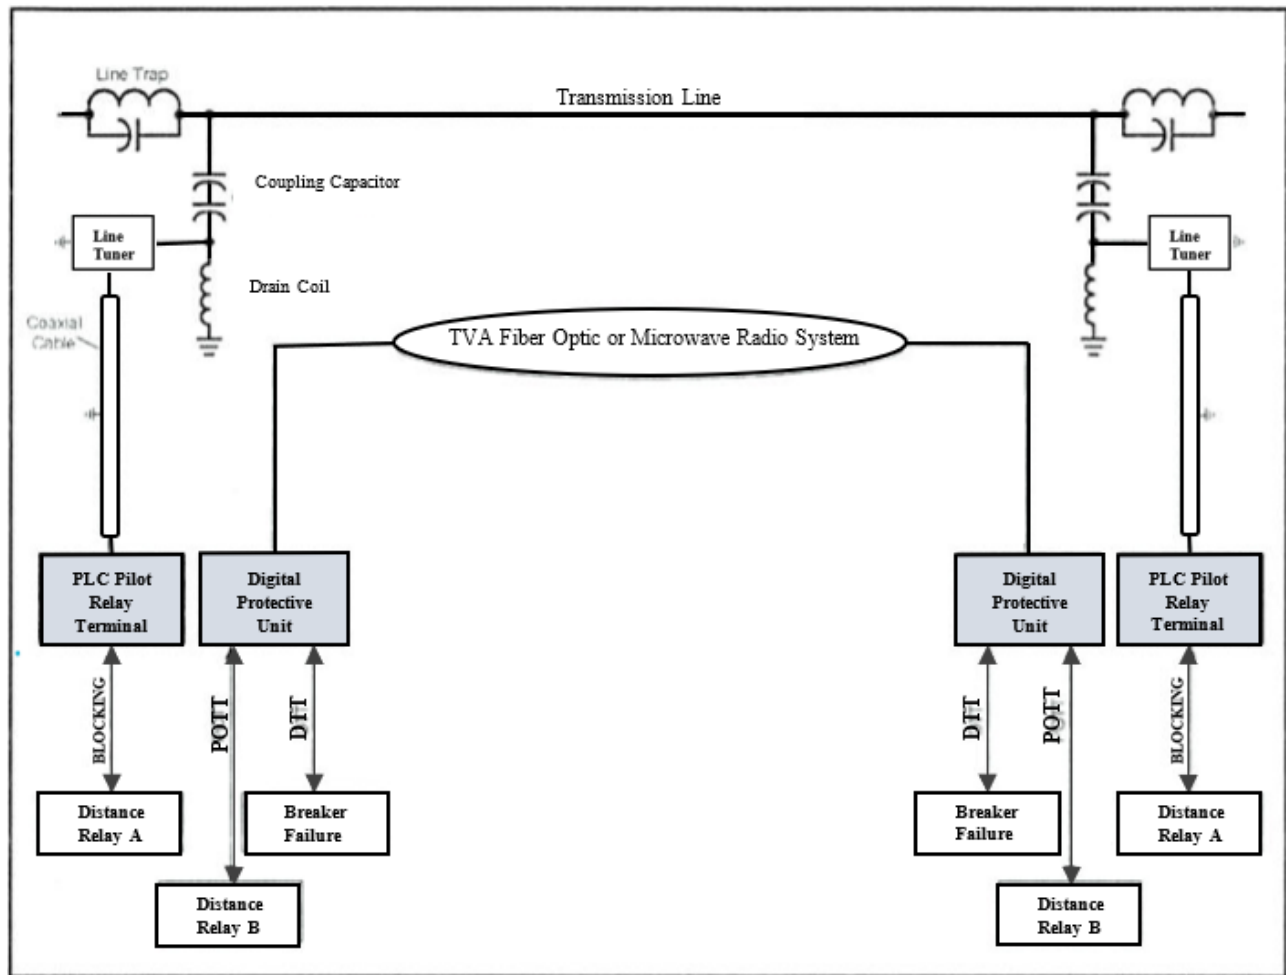 Line Trap
Transmission Line
Coupling Capacitor
Line
Tuner
Line
Tuner
Drain Coil
Coaxial
Cable
TVA Fiber Optic or Microwave Radio System
PLC Pilot
Relay
Terminal
Digital
Protective
Unit
Digital
Protective
Unit
PLC Pilot
Relay
Terminal
BLOCKING
POTT
DTT
DTT
POTT
BLOCKING
Distance
Relay A
Breaker
Failure
Breaker
Failure
Distance
Relay A
Distance
Relay B
Distance
Relay B